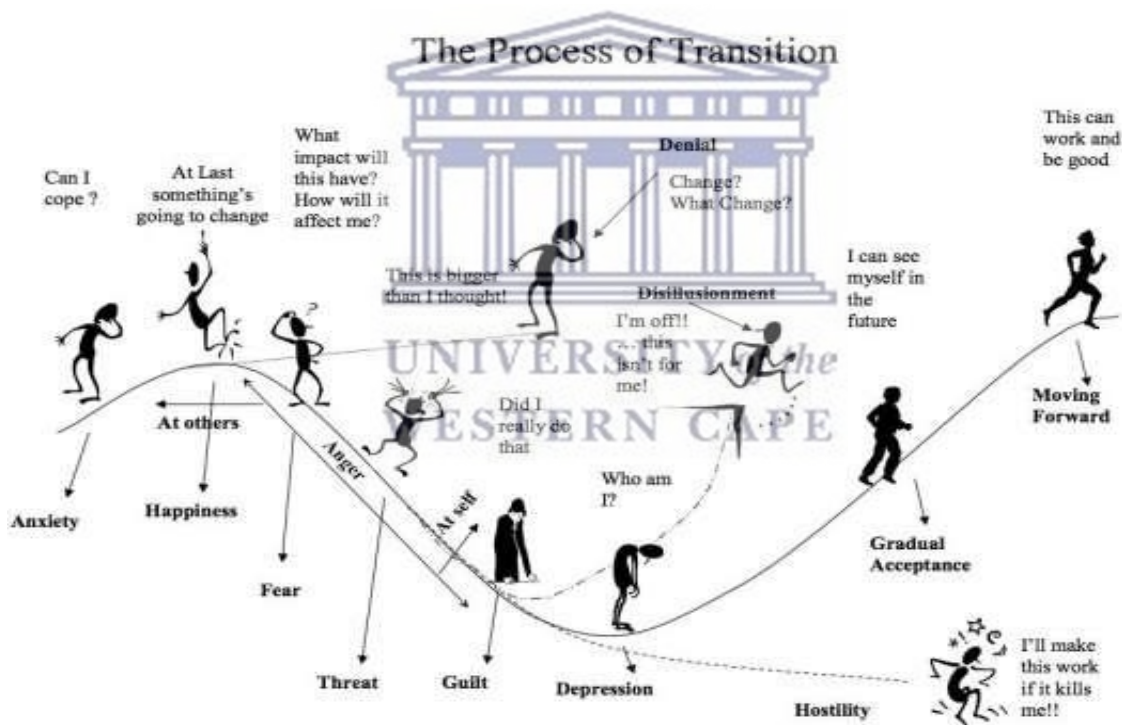 The Process of Transition
Can I
cope ?
At Last
something's
going to change
What
impact will
this have?
How will it
affect me?
Denial
Change?
What Change?
This can
work and
be good
This is bigger
than I thought!
Disillusionment
I'm off!!
... this
isn't for
me!
I can see
myself in
the
future
UNIVERSITY of the
WESTERN CAPE
?
At others
Anger
Did I
really do
that
At self
Who am
I?
Moving
Forward
Anxiety
Happiness
Fear
Threat
Guilt
Depression
Gradual
Acceptance
Hostility
I'll make
this work
if it kills
me!!